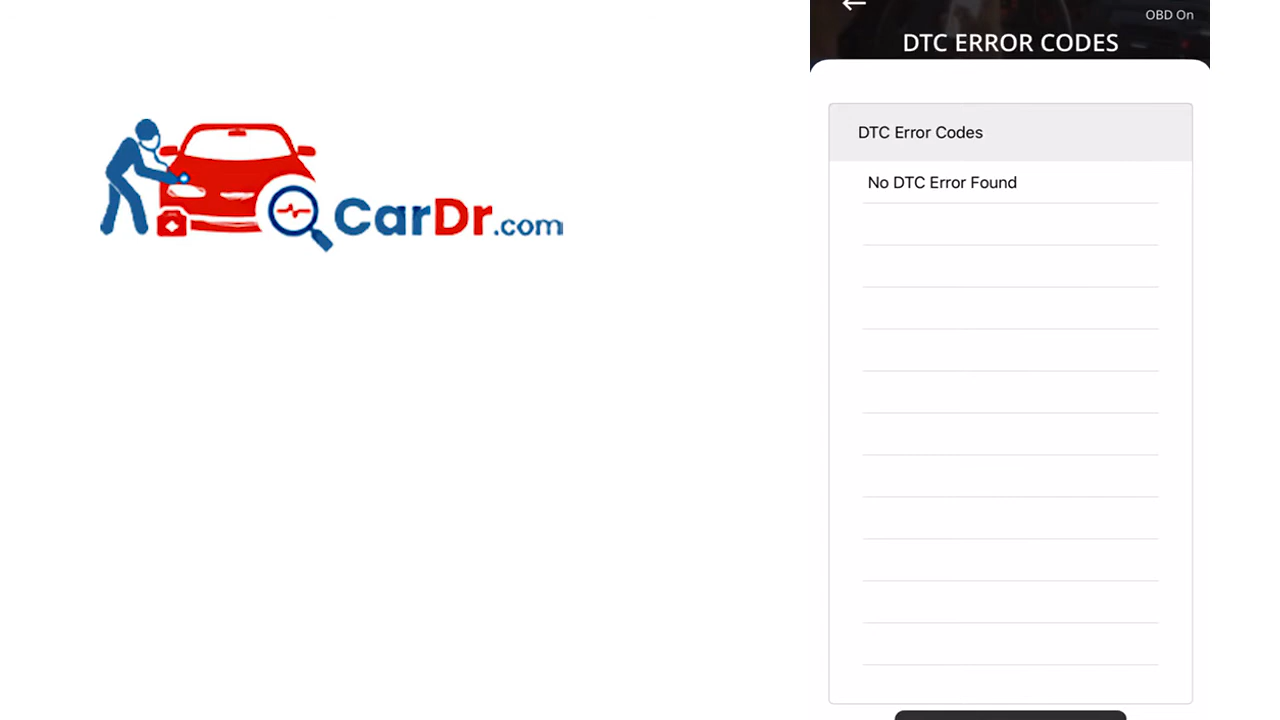 CarDr.com
OBD On
DTC ERROR CODES
DTC Error Codes
No DTC Error Found